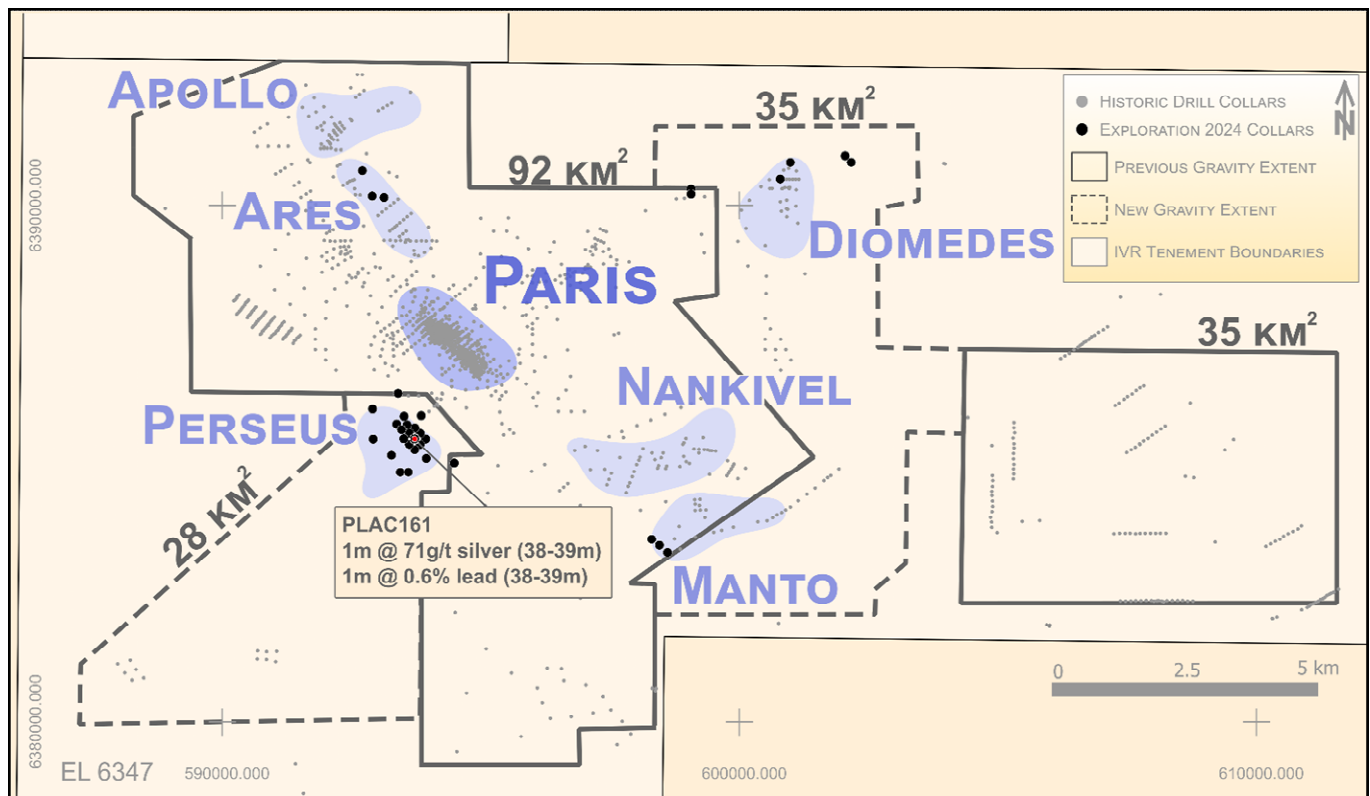 APOLLO
35 KM²
HISTORIC DRILL COLLARS
EXPLORATION 2024 COLLARS
N
PREVIOUS GRAVITY EXTENT
NEW GRAVITY EXTENT
IVR TENEMENT BOUNDARIES
92 KM²
6390000.000
ARES
DIOMEDES
PARIS
35 KM²
NANKIVEL
PERSEUS
28 KM²
PLAC161
1m @ 71g/t silver (38-39m)
1m @ 0.6% lead (38-39m)
MANTO
0 2.5 5 km
6380000.000
EL 6347
590000.000
600000.000
610000.000